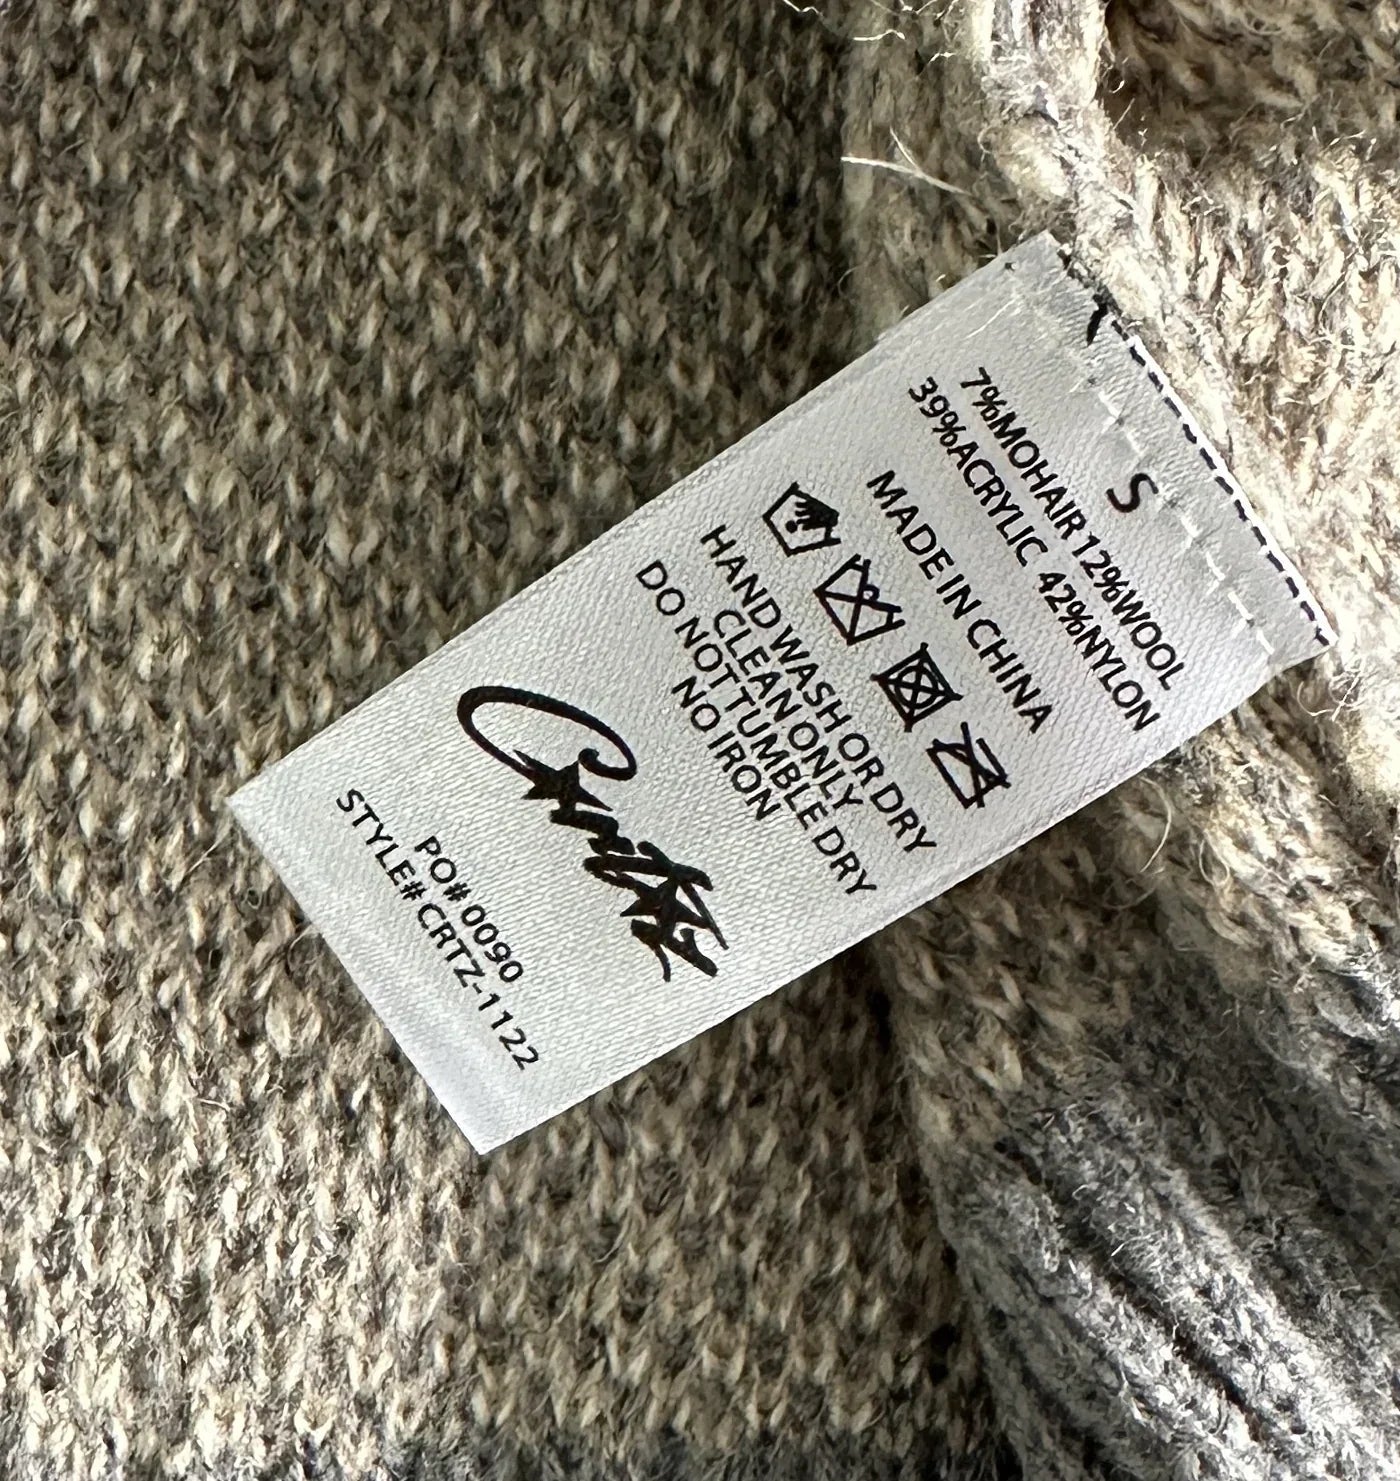 S
7%MOHAIR 12%WOOL
39%ACRYLIC 42%NYLON
MADE IN CHINA
HAND WASH OR DRY
CLEAN ONLY
DO NOT TUMBLE DRY
NO IRON
Corteiz
PO# 0090
STYLE# CRTZ-1122